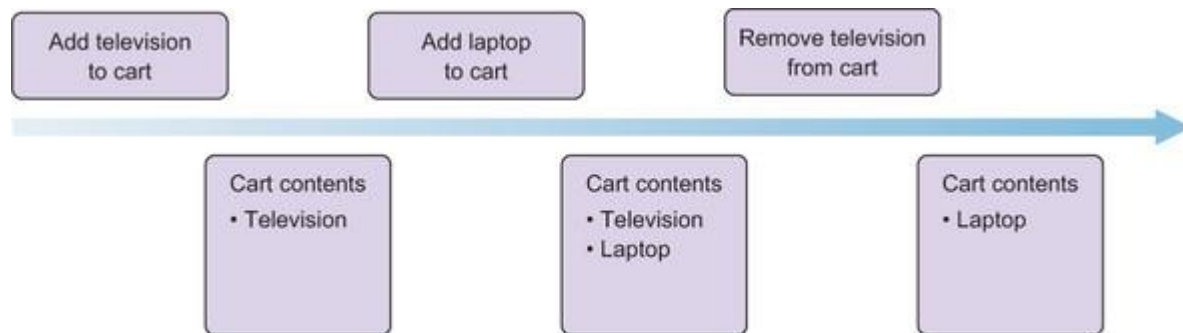 Add television
to cart
Add laptop
to cart
Remove television
from cart
Cart contents
• Television
Cart contents
• Television
• Laptop
Cart contents
• Laptop